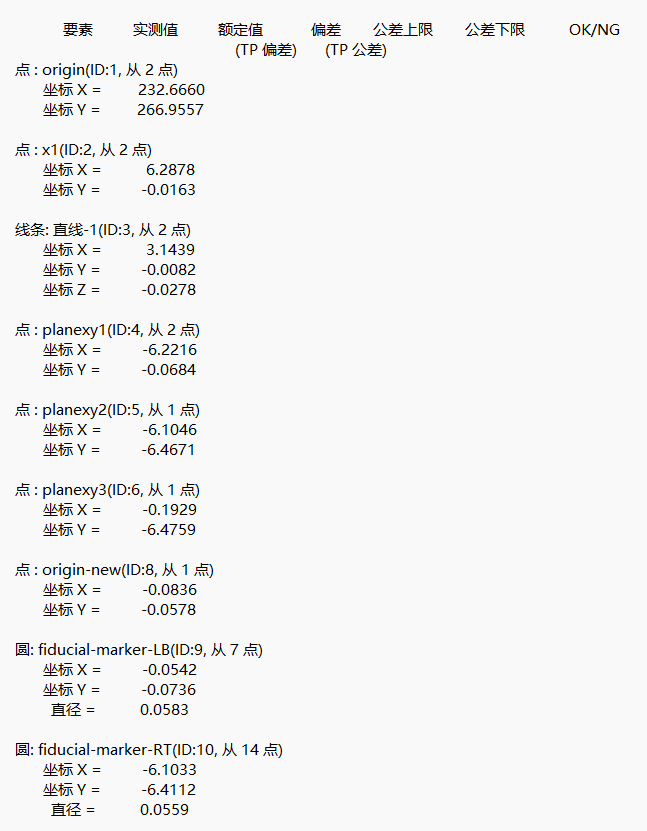 要素 实测值 额定值 偏差 公差上限 公差下限 OK/NG
(TP 偏差) (TP 公差)
点 : origin(ID:1, 从 2 点)
坐标 X = 232.6660
坐标 Y = 266.9557
点 : x1(ID:2, 从 2 点)
坐标 X = 6.2878
坐标 Y = -0.0163
线条: 直线-1(ID:3, 从 2 点)
坐标 X = 3.1439
坐标 Y = -0.0082
坐标 Z = -0.0278
点 : planexy1(ID:4, 从 2 点)
坐标 X = -6.2216
坐标 Y = -0.0684
点 : planexy2(ID:5, 从 1 点)
坐标 X = -6.1046
坐标 Y = -6.4671
点 : planexy3(ID:6, 从 1 点)
坐标 X = -0.1929
坐标 Y = -6.4759
点 : origin-new(ID:8, 从 1 点)
坐标 X = -0.0836
坐标 Y = -0.0578
圆: fiducial-marker-LB(ID:9, 从 7 点)
坐标 X = -0.0542
坐标 Y = -0.0736
直径 = 0.0583
圆: fiducial-marker-RT(ID:10, 从 14 点)
坐标 X = -6.1033
坐标 Y = -6.4112
直径 = 0.0559